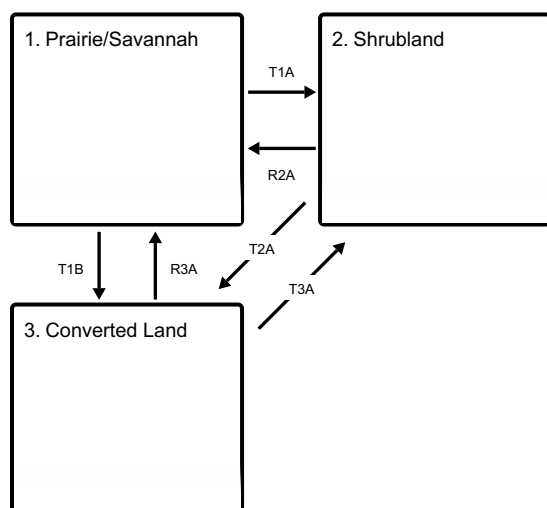 1. Prairie/Savannah
2. Shrubland
T1A
R2A
T1B
R3A
T2A
T3A
3. Converted Land